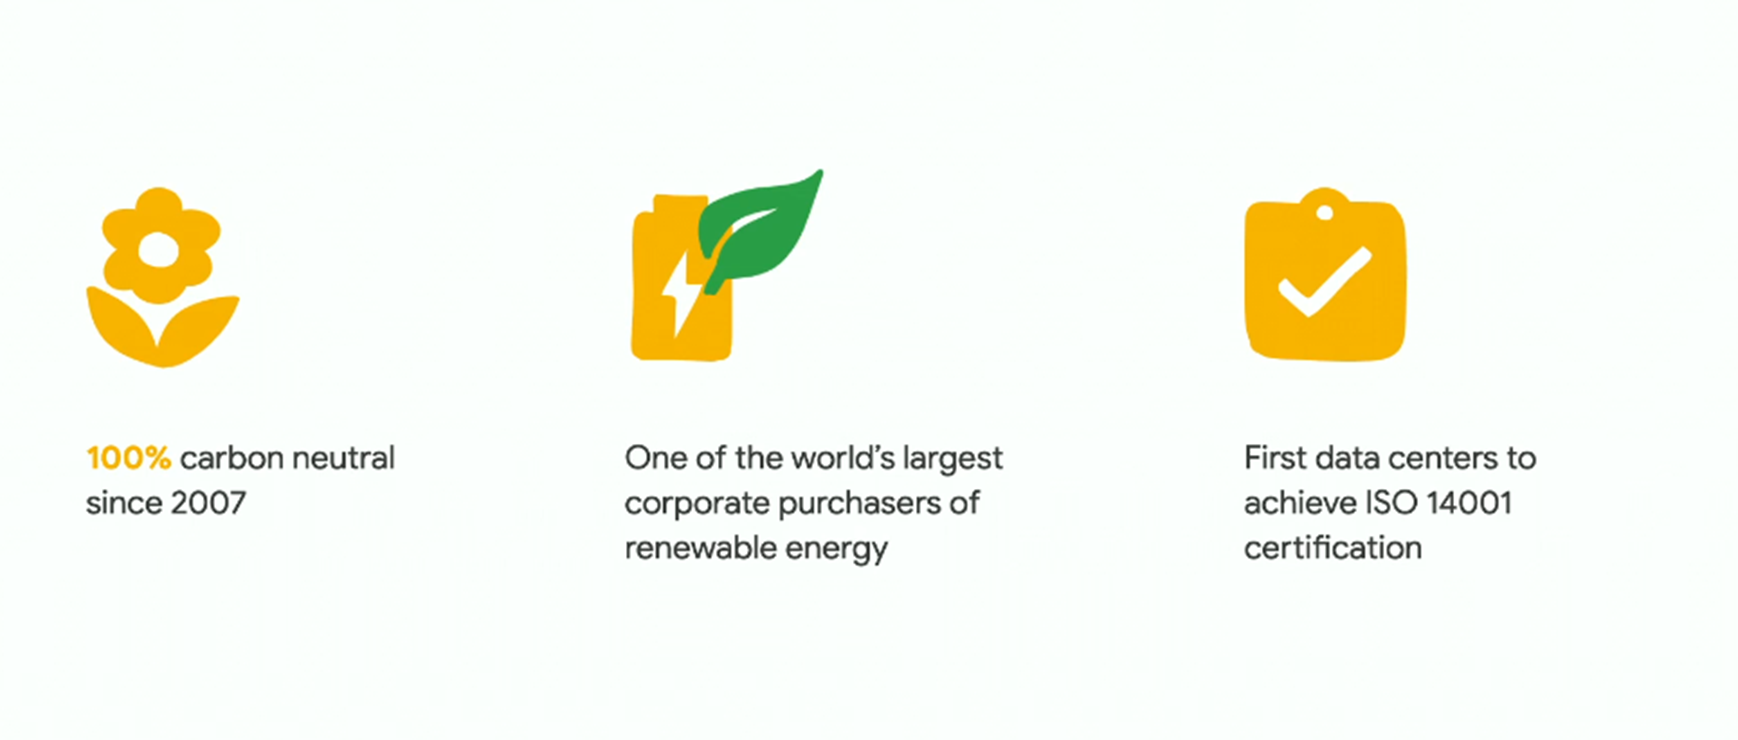 100% carbon neutral
since 2007
One of the world’s largest
corporate purchasers of
renewable energy
First data centers to
achieve ISO 14001
certification